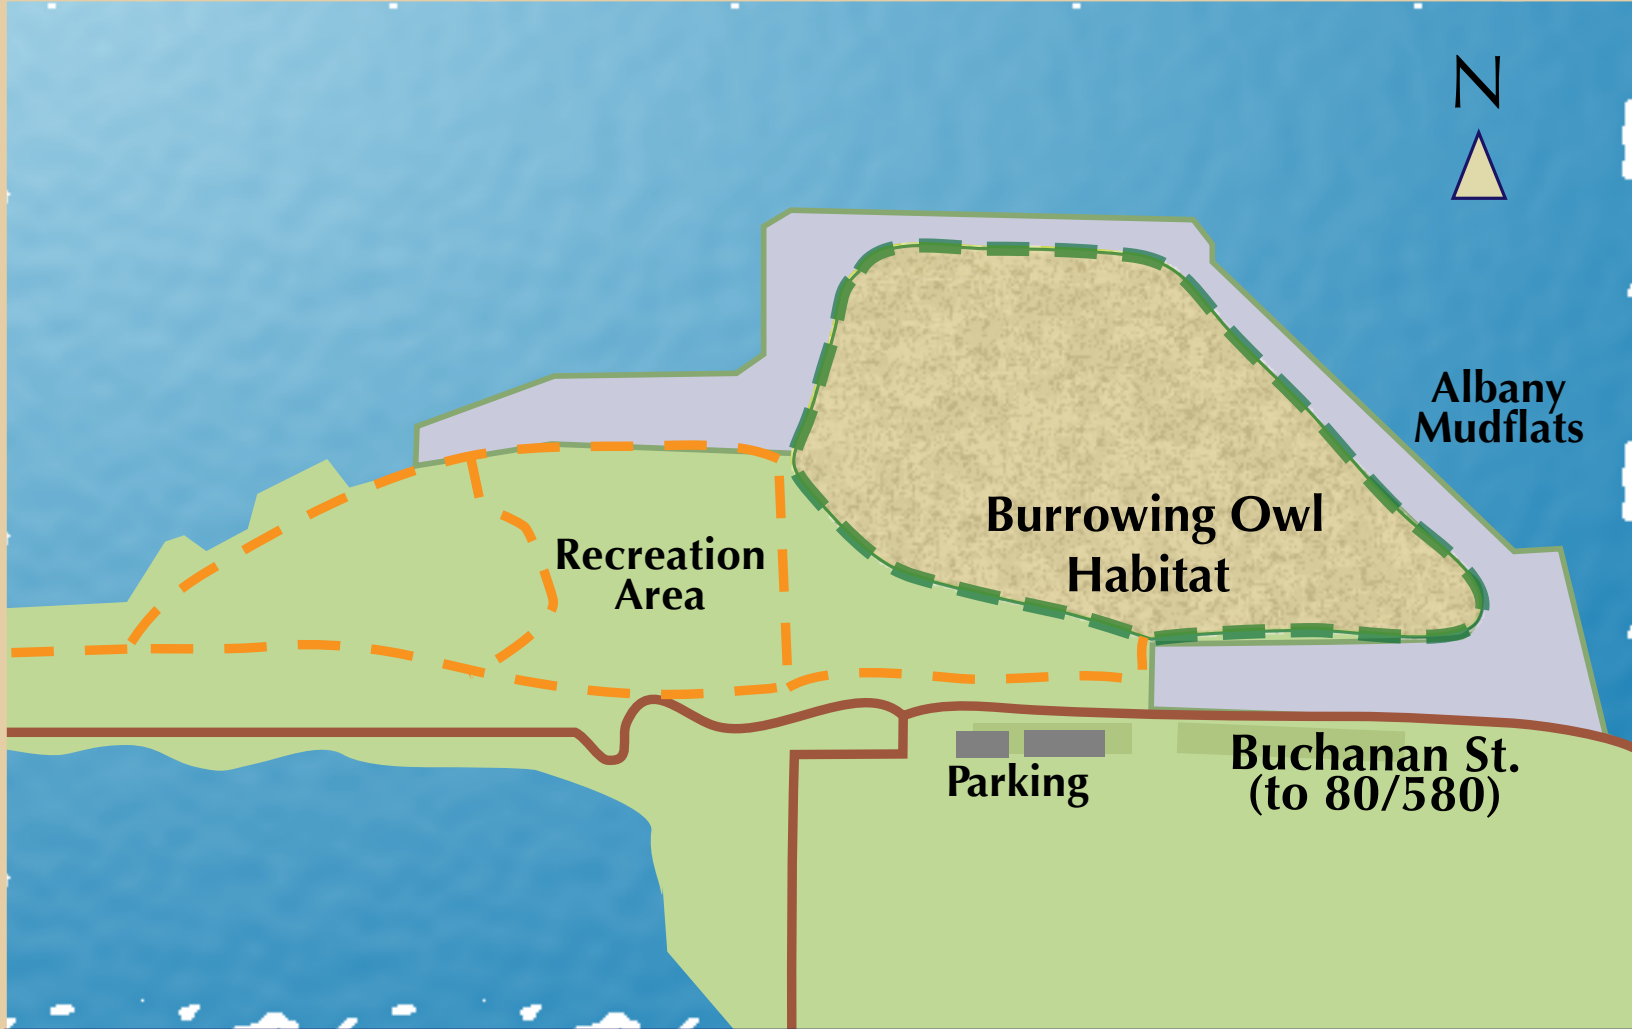 N
Albany
Mudflats
Burrowing Owl
Habitat
Recreation
Area
Buchanan St.
(to 80/580)
Parking